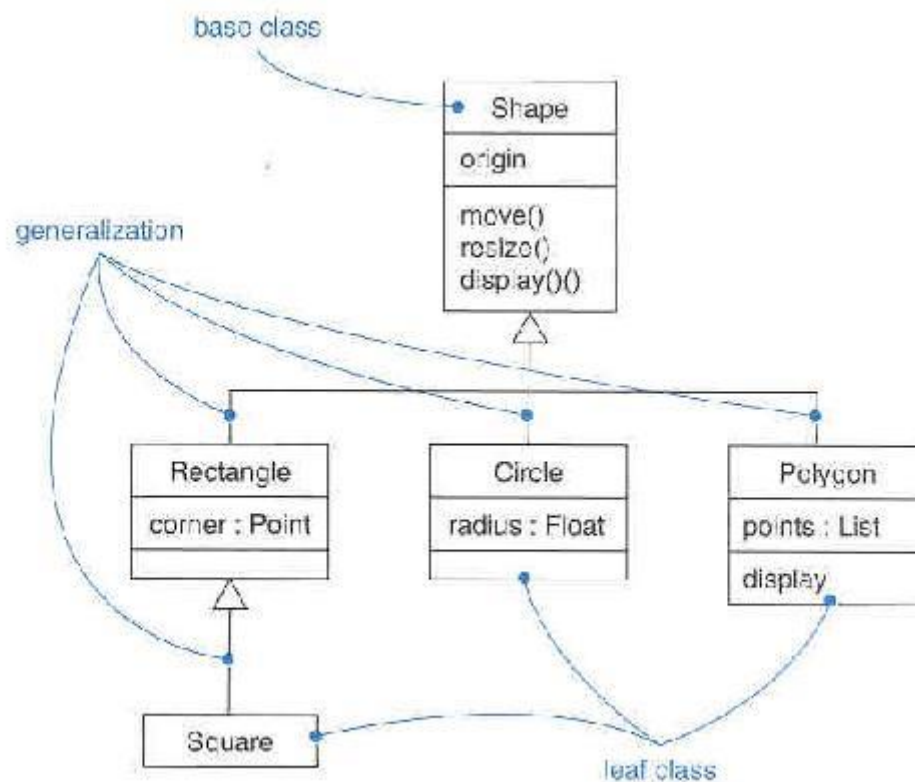 base class
Shape
origin
move()
resize()
display()()
generalization
Rectangle
corner : Point
Circle
radius : Float
Polygon
points : List
display
Square
leaf class